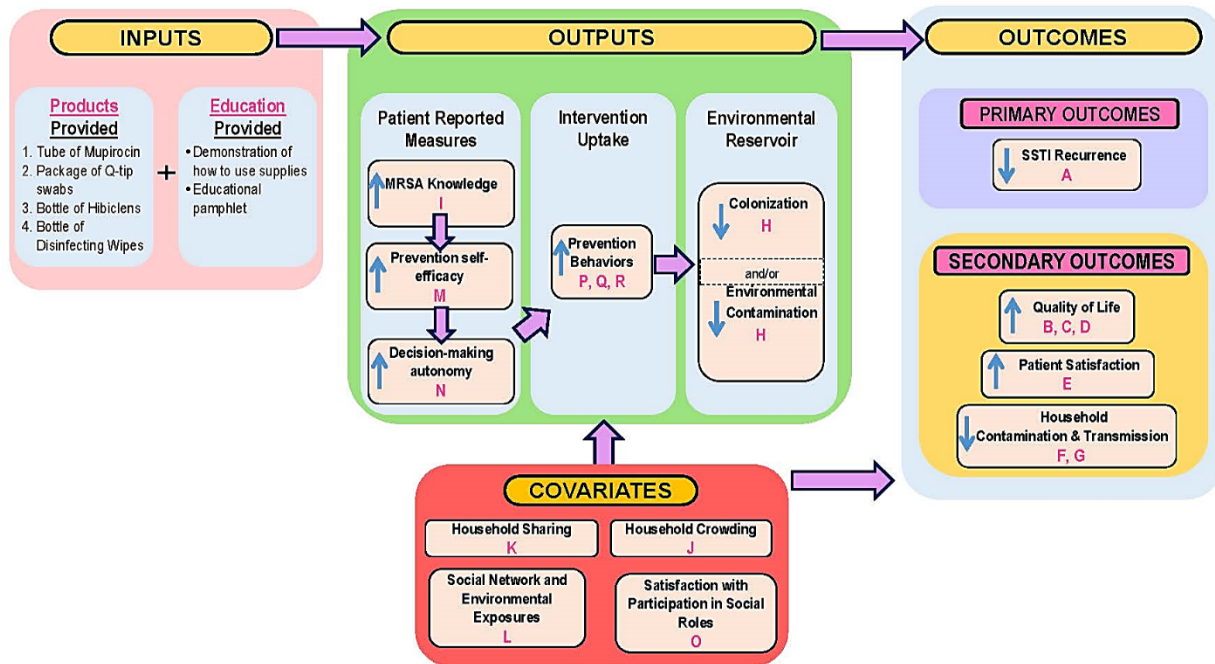 INPUTS
OUTPUTS
OUTCOMES
Products
Provided
1. Tube of Mupirocin
2. Package of Q-tip
swabs
3. Bottle of Hibiclens
4. Bottle of
Disinfecting Wipes
+
Education
Provided
• Demonstration of
how to use supplies
• Educational
pamphlet
Patient Reported
Measures
MRSA Knowledge
I
Prevention self-
efficacy
M
Decision-making
autonomy
N
Intervention
Uptake
Prevention
Behaviors
P, Q, R
Environmental
Reservoir
Colonization
H
and/or
Environmental
Contamination
H
PRIMARY OUTCOMES
SSTI Recurrence
A
SECONDARY OUTCOMES
Quality of Life
B, C, D
Patient Satisfaction
E
Household
Contamination & Transmission
F, G
COVARIATES
Household Sharing
K
Household Crowding
J
Social Network and
Environmental
Exposures
L
Satisfaction with
Participation in Social
Roles
O